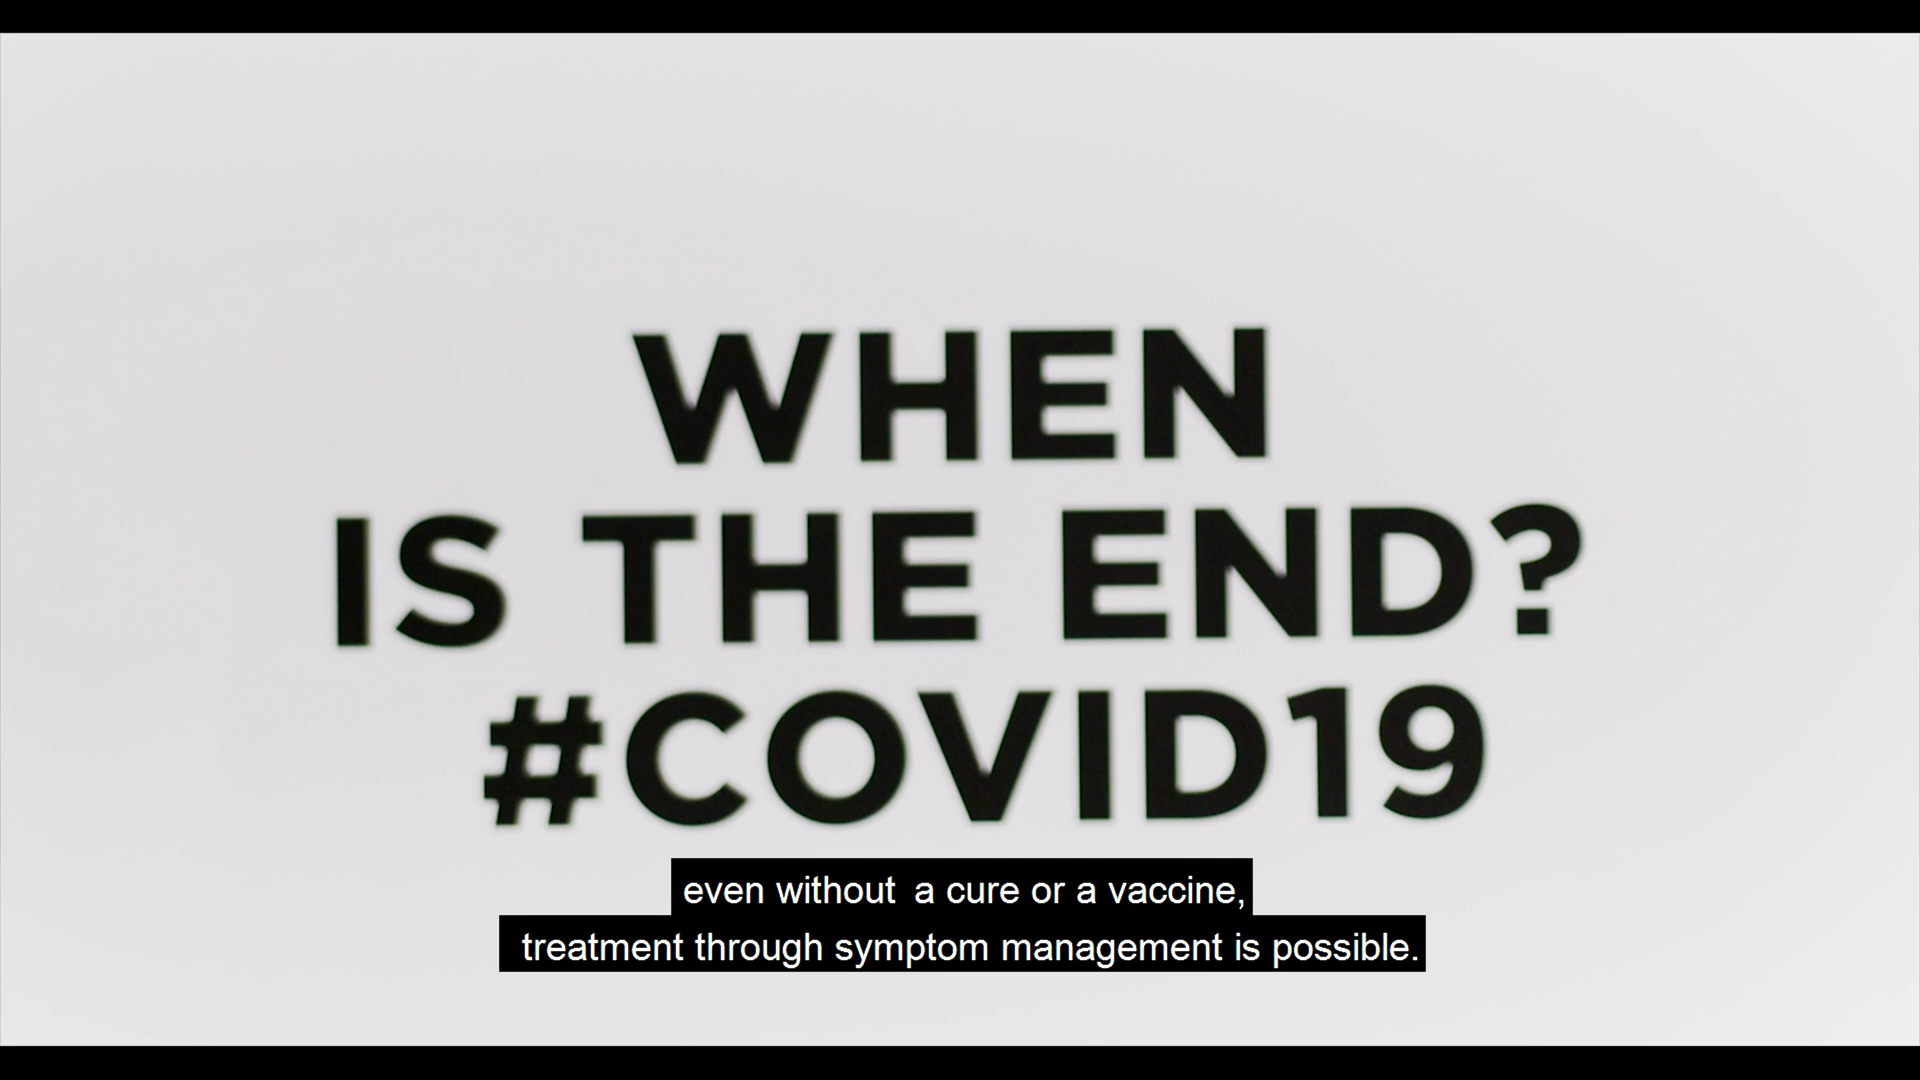 WHEN
IS THE END?
#COVID19
even without a cure or a vaccine,
treatment through symptom management is possible.